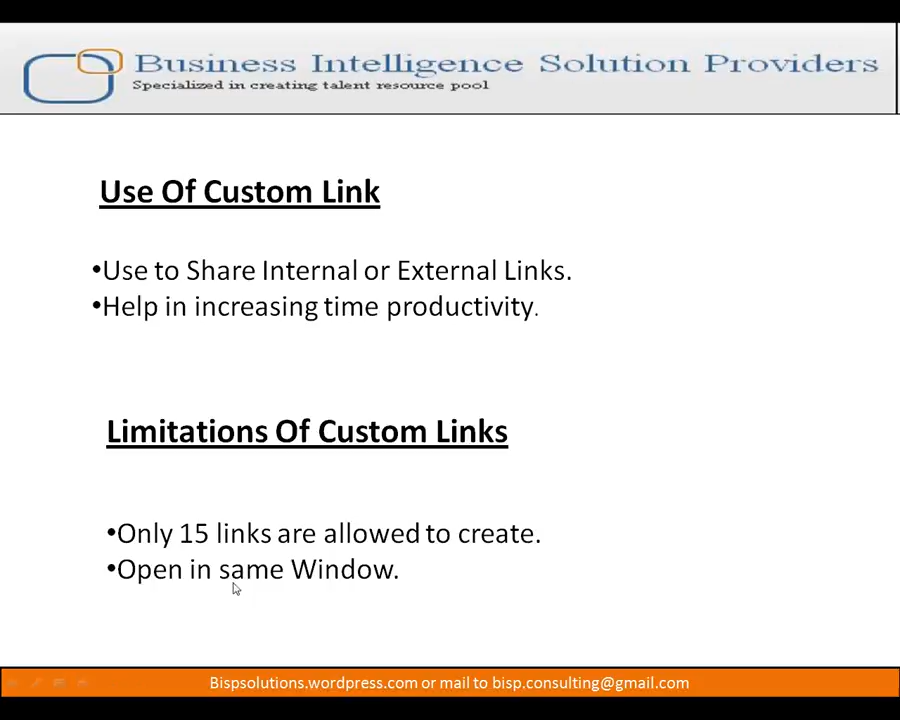 Business Intelligence Solution Providers
Specialized in creating talent resource pool
Use Of Custom Link
•Use to Share Internal or External Links.
•Help in increasing time productivity.
Limitations Of Custom Links
•Only 15 links are allowed to create.
•Open in same Window.
Bispsolutions.wordpress.com or mail to bisp.consulting@gmail.com